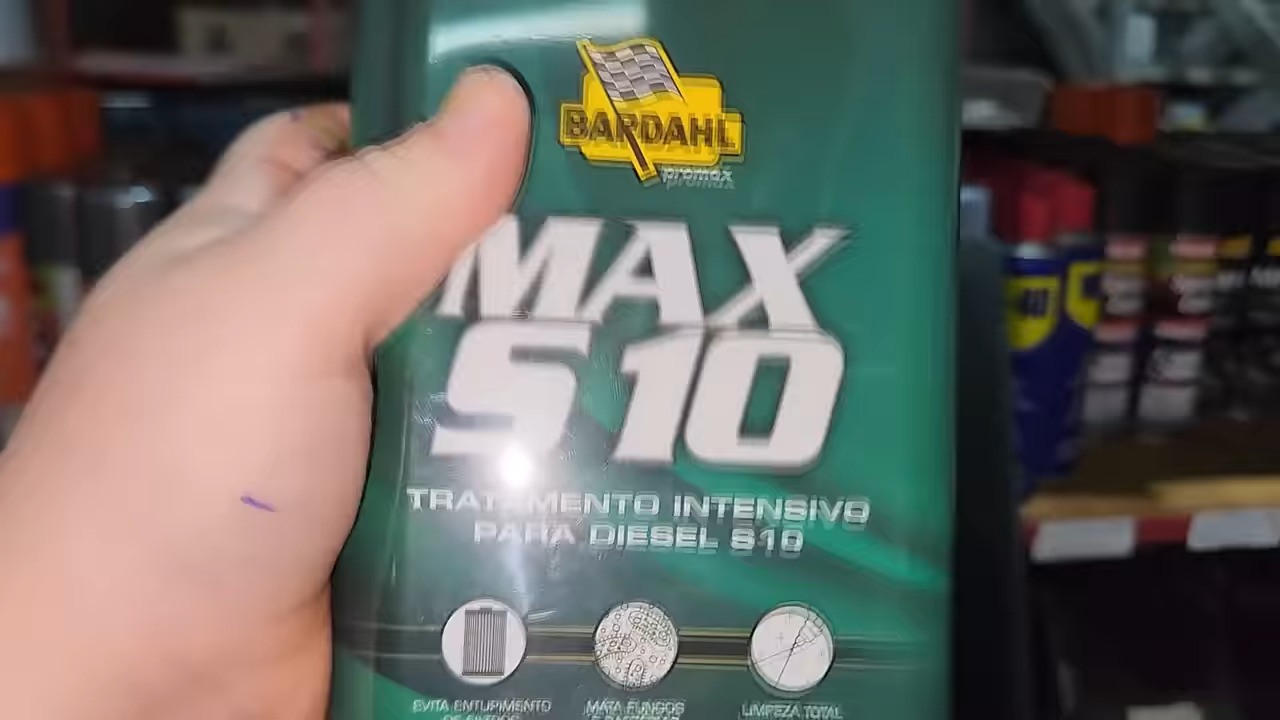 BARDAHL
promax
MAX
S10
TRATAMENTO INTENSIVO
PARA DIESEL S10
EVITA ENTUPIMENTO
MATA FUNGOS
LIMPEZA TOTAL